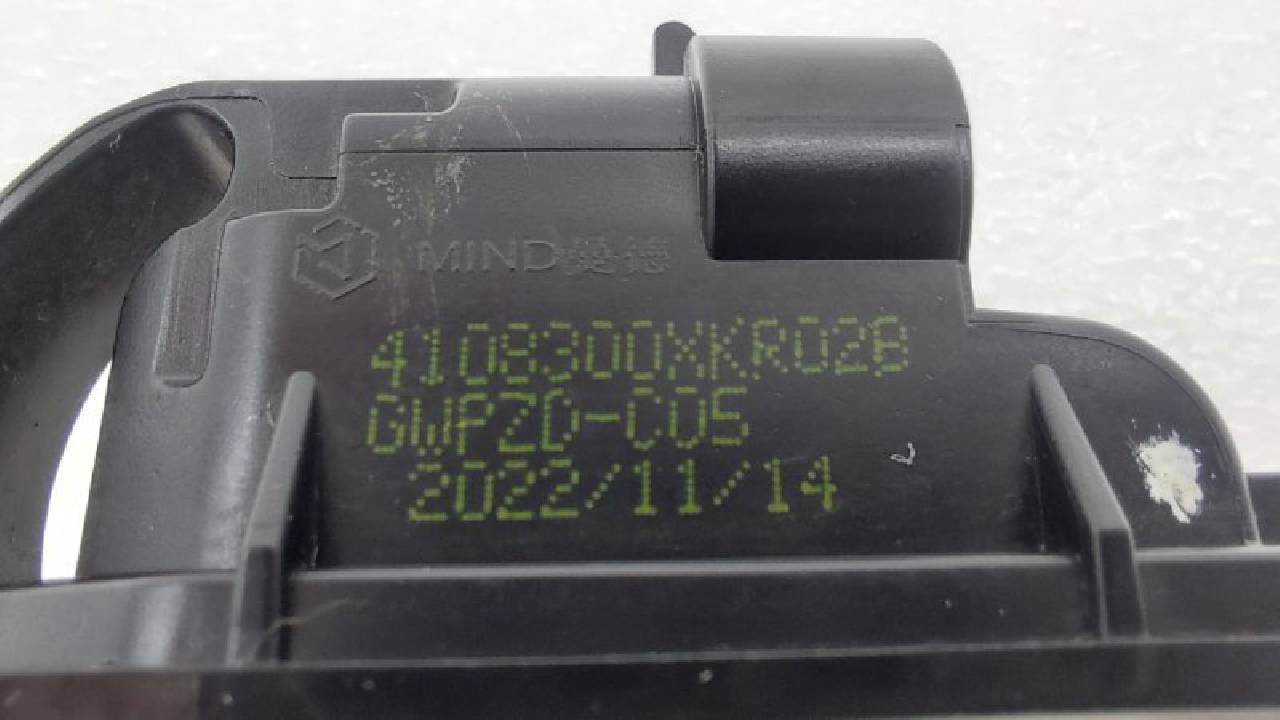 MIND曼德
4108300XKR02B
GWPZD-C05
2022/11/14